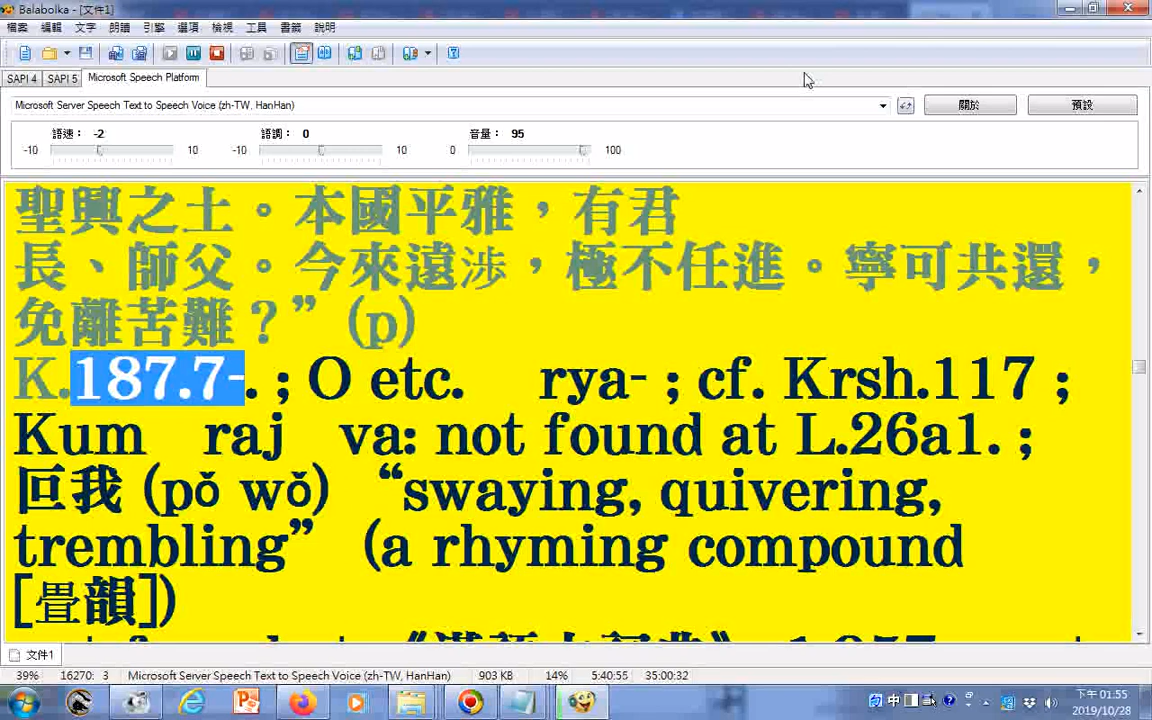 Balabolka - [文件1]
檔案 編輯 文字 朗讀 引擎 選項 檢視 工具 書籤 說明
SAPI 4 SAPI 5 Microsoft Speech Platform
Microsoft Server Speech Text to Speech Voice (zh-TW, HanHan) 關於 預設
語速： -2 語調： 0 音量： 95
-10 10 -10 10 0 100
聖興之土。本國平雅，有君
長、師父。今來遠涉，極不任進。寧可共還，
免離苦難？” (p)
K.187.7-. ; O etc. rya- ; cf. Krsh.117 ;
Kum raj va: not found at L.26a1. ;
叵我 (pǒ wǒ) “swaying, quivering,
trembling” (a rhyming compound
[畳韻])
文件1
39% 16270: 3 Microsoft Server Speech Text to Speech Voice (zh-TW, HanHan) 903 KB 14% 5:40:55 35:00:32
中 下午 01:55
2019/10/28